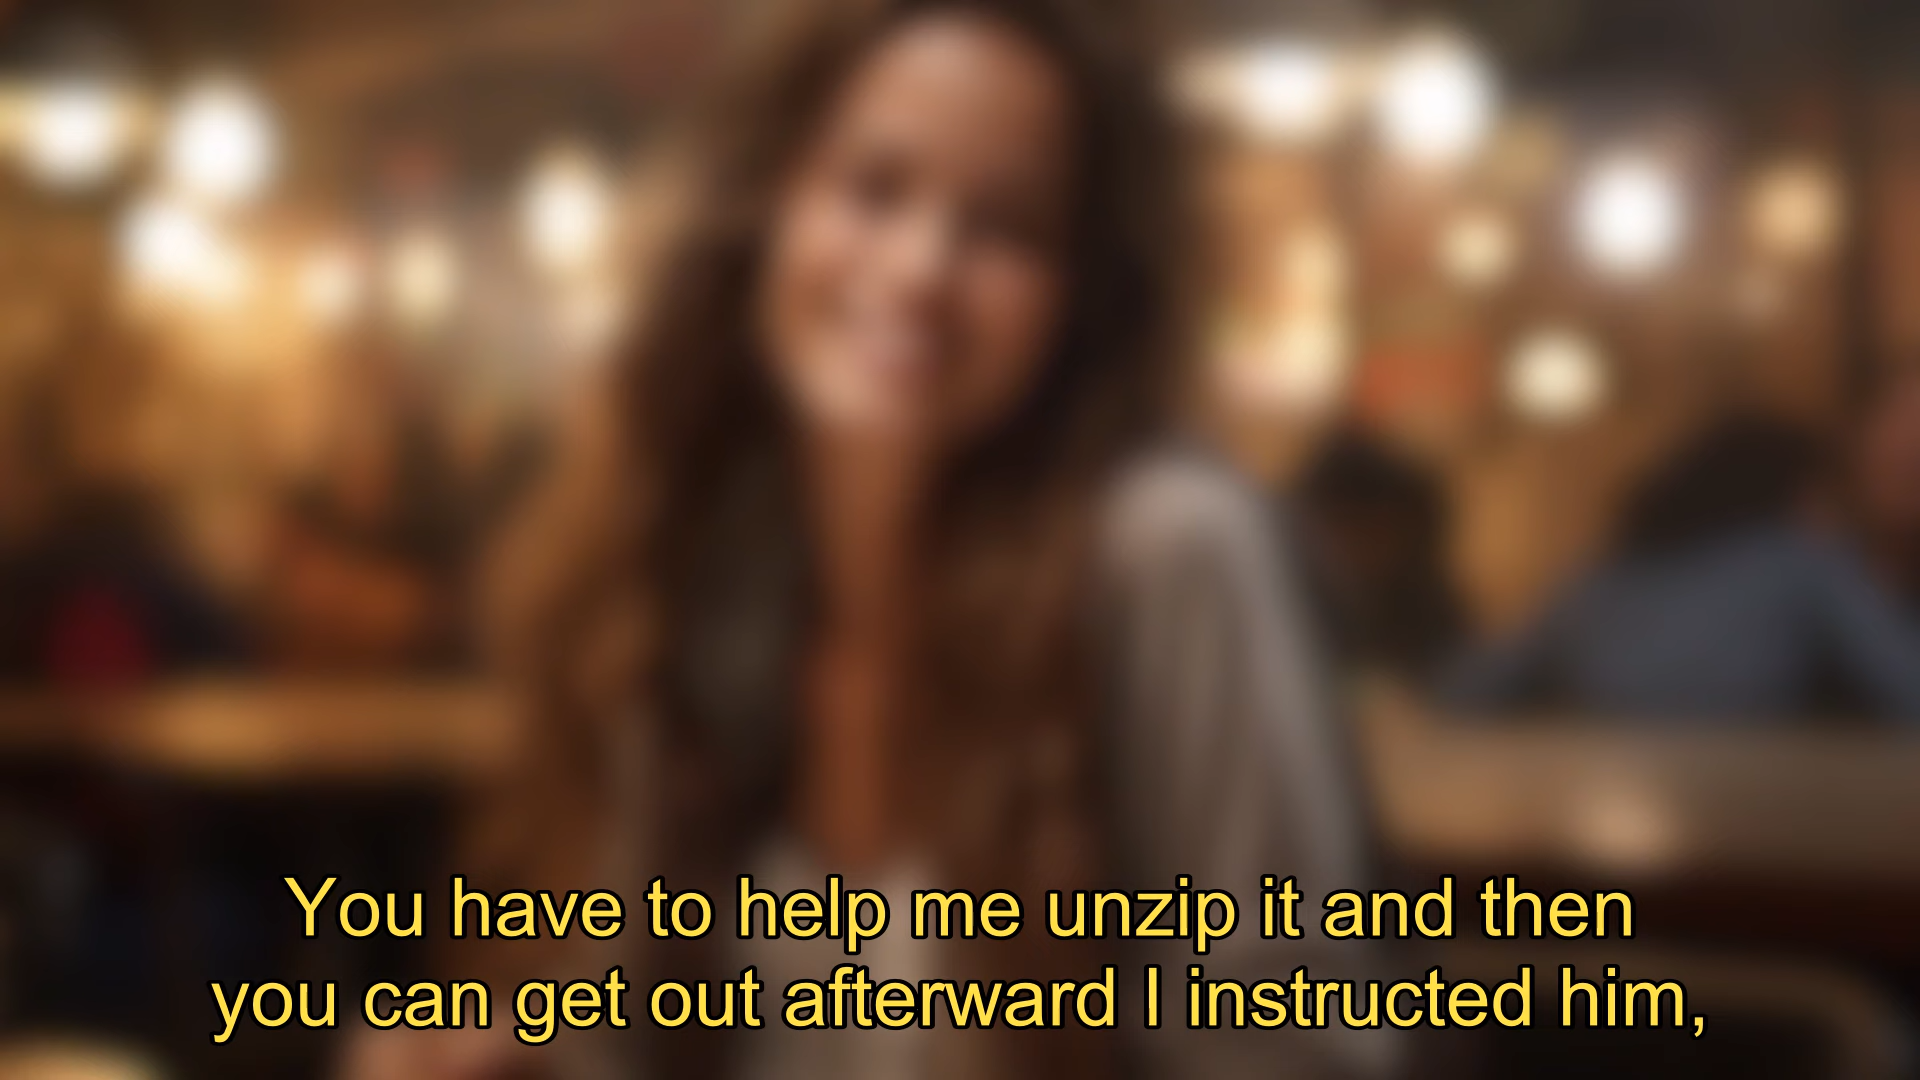 You have to help me unzip it and then
you can get out afterward I instructed him,